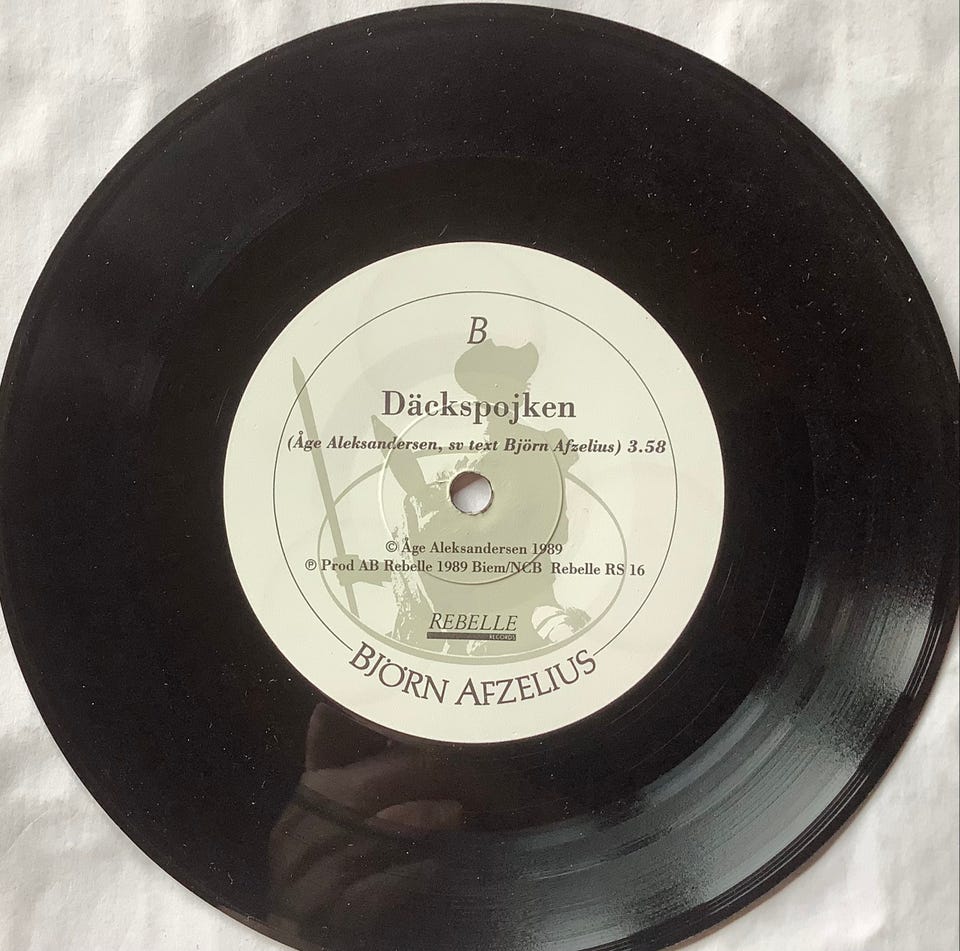 B
Däckspojken
(Åge Aleksandersen, sv text Björn Afzelius) 3.58
© Åge Aleksandersen 1989
℗ Prod AB Rebelle 1989 Biem/NCB Rebelle RS 16
REBELLE
RECORDS
BJÖRN AFZELIUS